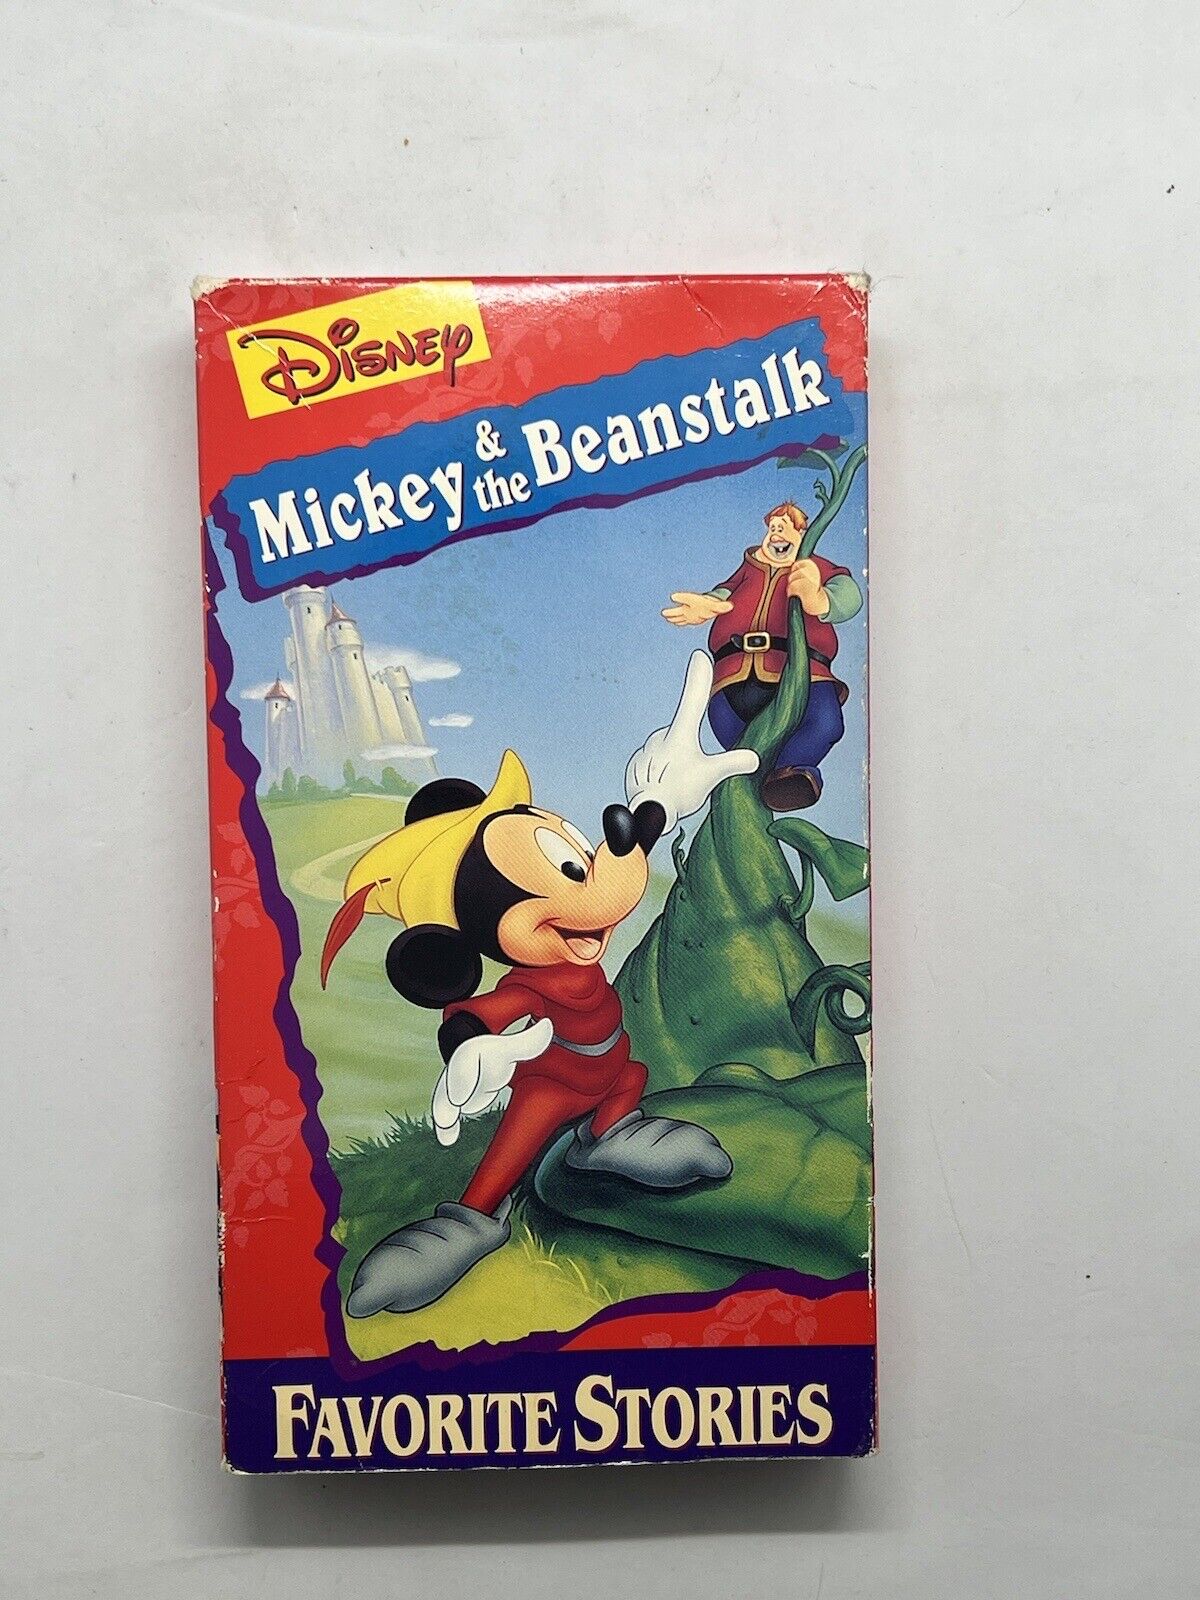 Disney
Mickey & the Beanstalk
FAVORITE STORIES